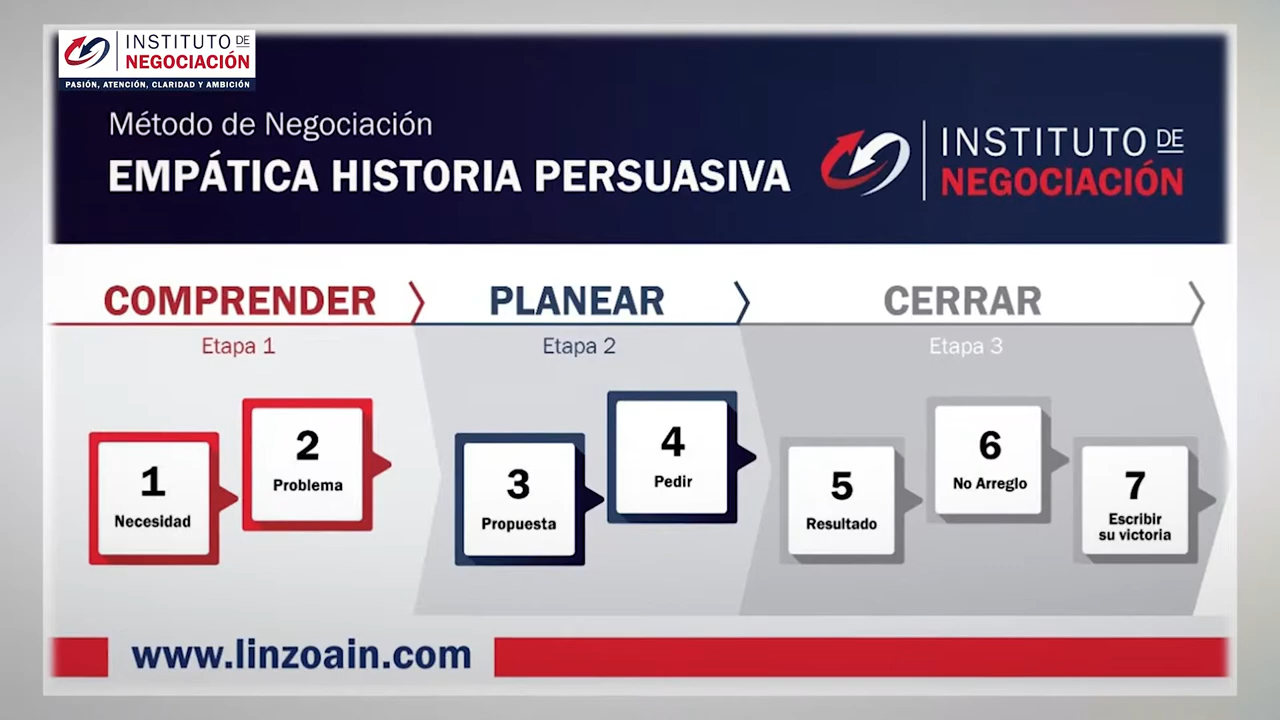 INSTITUTO DE
NEGOCIACIÓN
PASIÓN, ATENCIÓN, CLARIDAD Y AMBICIÓN
Método de Negociación
EMPÁTICA HISTORIA PERSUASIVA
INSTITUTO DE
NEGOCIACIÓN
COMPRENDER
Etapa 1
PLANEAR
Etapa 2
CERRAR
Etapa 3
1
Necesidad
2
Problema
3
Propuesta
4
Pedir
5
Resultado
6
No Arreglo
7
Escribir
su victoria
www.linzoain.com